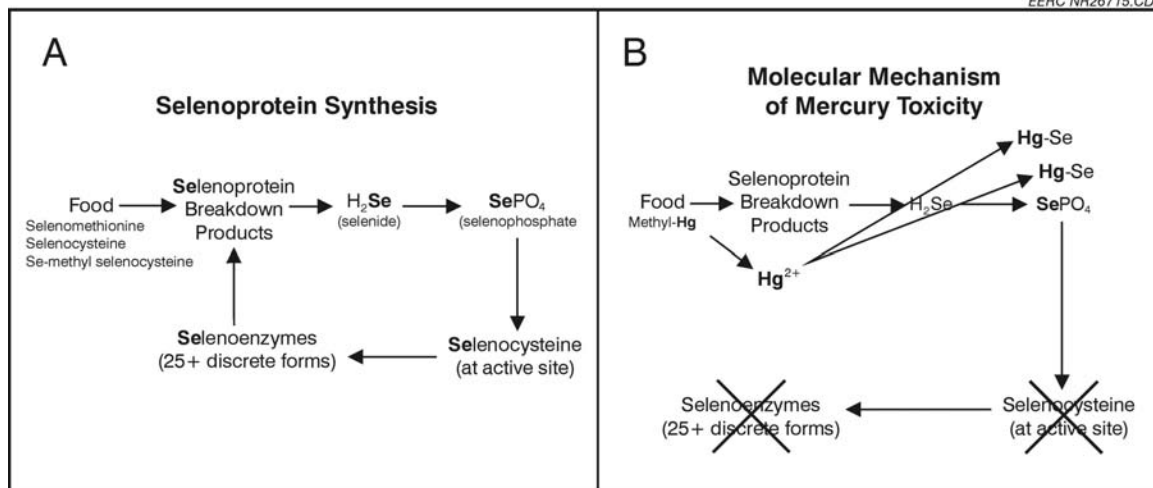 EERC NH26715.CD
A
Selenoprotein Synthesis
Food
Selenomethionine
Selenocysteine
Se-methyl selenocysteine
Selenoprotein
Breakdown
Products
H₂Se
(selenide)
SePO₄
(selenophosphate
Selenoenzymes
(25+ discrete forms)
Selenocysteine
(at active site)
B
Molecular Mechanism
of Mercury Toxicity
Hg-Se
Hg-Se
Food
Methyl-Hg
Selenoprotein
Breakdown
Products
H₂Se
SePO₄
Hg²⁺
Selenoenzymes
(25+ discrete forms)
Selenocysteine
(at active site)